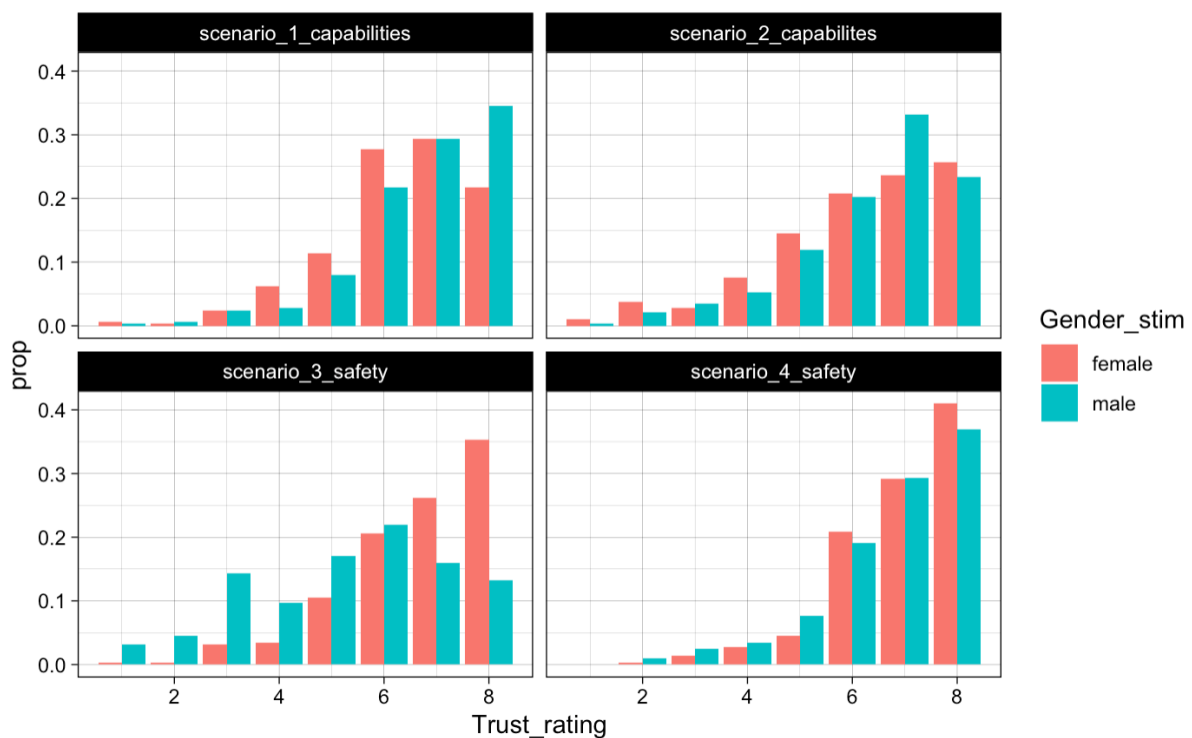 scenario_1_capabilities
scenario_2_capabilites
0.4
0.3
0.2
0.1
0.0
scenario_3_safety
scenario_4_safety
0.4
0.3
0.2
0.1
0.0
2 4 6 8
2 4 6 8
prop
Trust_rating
Gender_stim
female
male